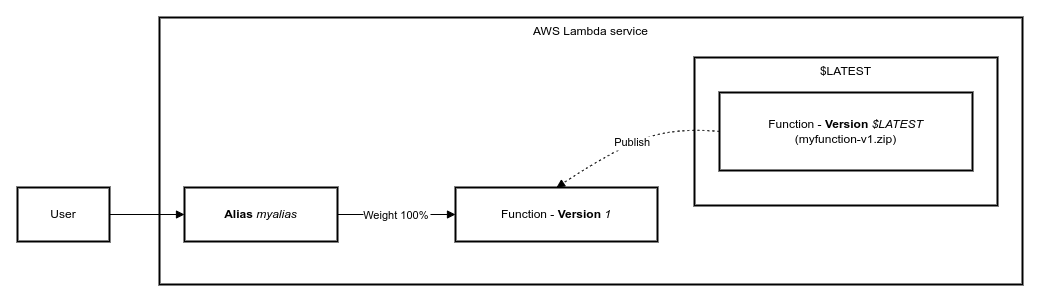 AWS Lambda service
$LATEST
Function - Version $LATEST
(myfunction-v1.zip)
Publish
User
Alias myalias
Weight 100%
Function - Version 1